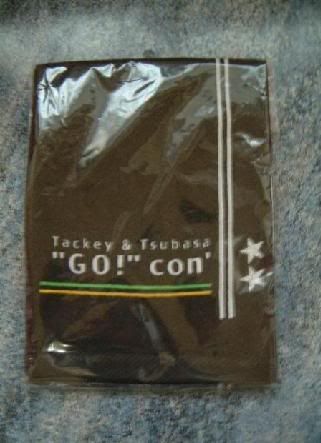 Tackey & Tsubasa
"GO!" con'